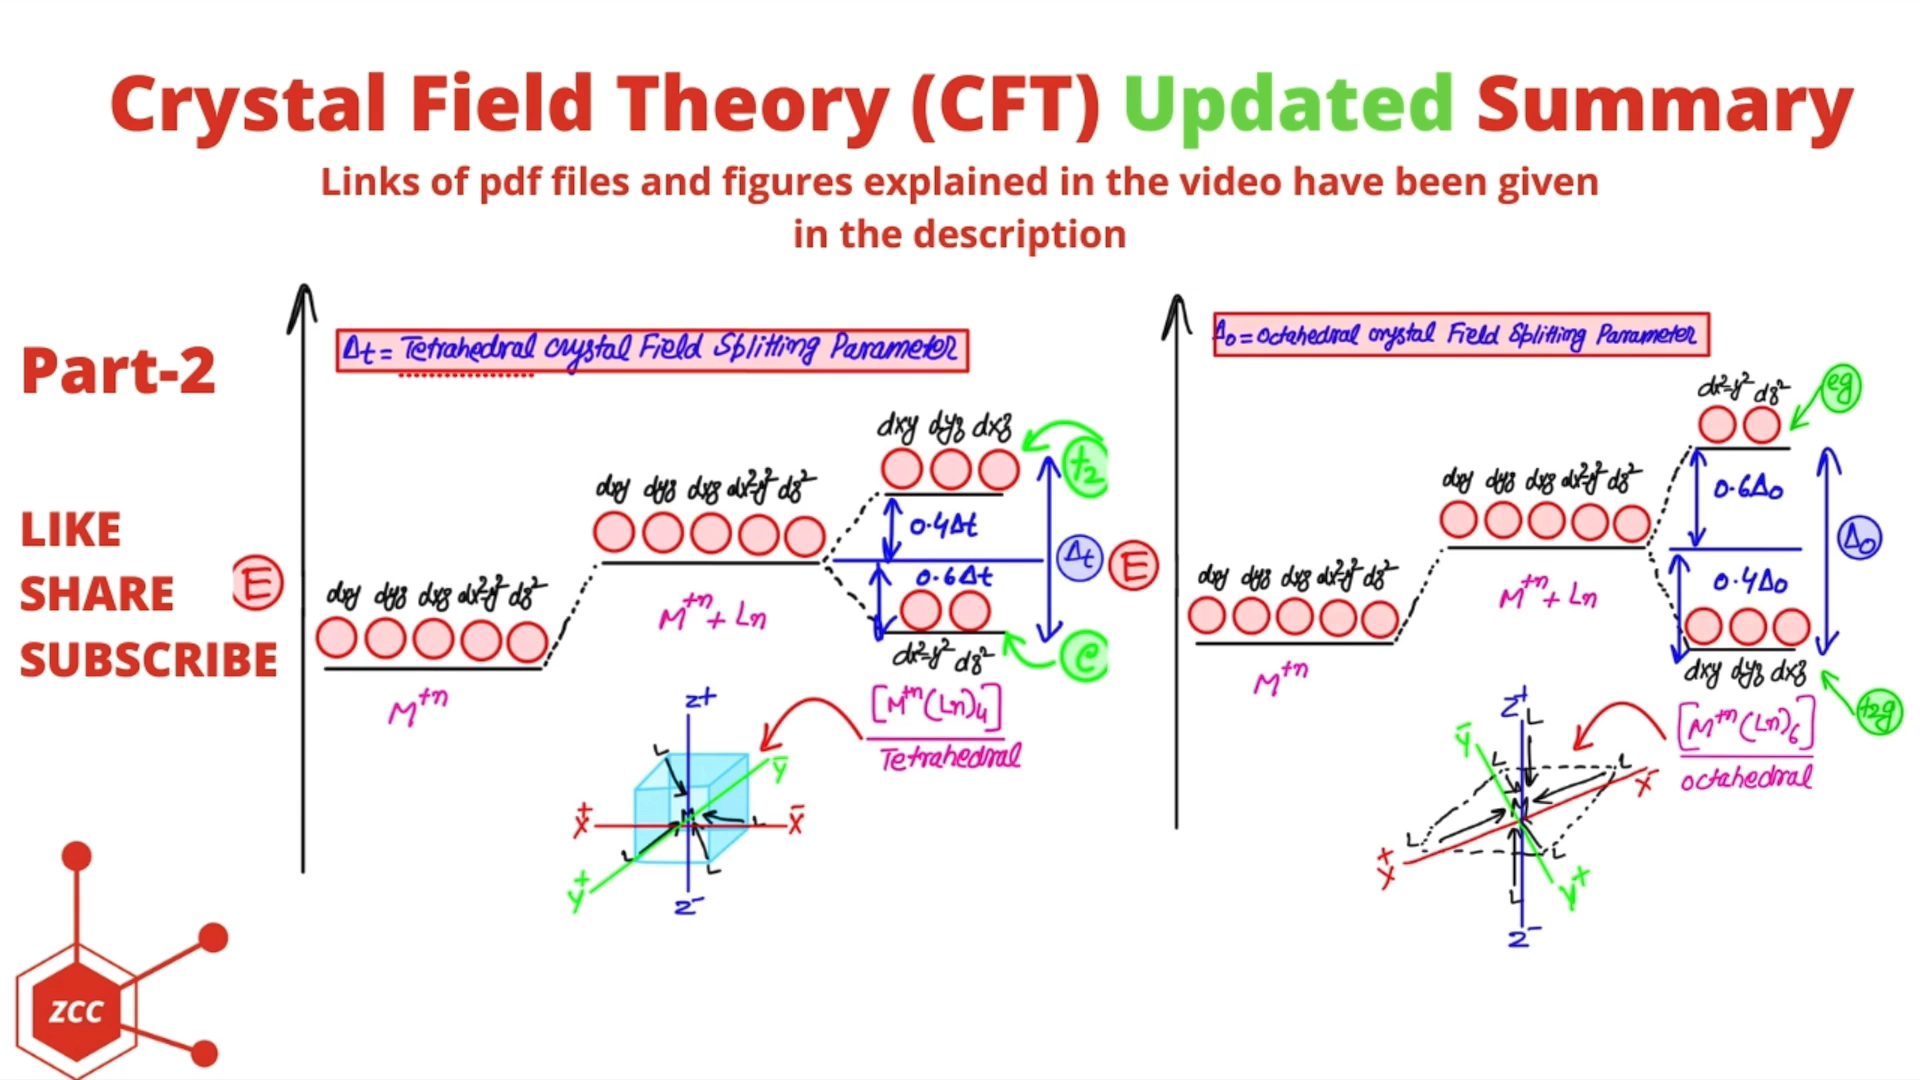 Crystal Field Theory (CFT) Updated Summary
Links of pdf files and figures explained in the video have been given
in the description
Part-2
LIKE
SHARE
SUBSCRIBE
ZCC
Δt = Tetrahedral crystal Field Splitting Parameter
E
dxy dyz dxz dx²-y² dz²
M⁺ⁿ
dxy dyz dxz dx²-y² dz²
M⁺ⁿ + Ln
dxy dyz dxz
t₂
0.4Δt
Δt
0.6Δt
dx²-y² dz²
e
[M⁺ⁿ(Ln)₄]
Tetrahedral
z⁺
L
ȳ
x⁺
M
L
x̄
L
L
y⁺
z⁻
Δo = octahedral crystal Field Splitting Parameter
E
dxy dyz dxz dx²-y² dz²
M⁺ⁿ
dxy dyz dxz dx²-y² dz²
M⁺ⁿ + Ln
dx²-y² dz²
eg
0.6Δo
Δo
0.4Δo
dxy dyz dxz
t₂g
[M⁺ⁿ(Ln)₆]
octahedral
z⁺
L
ȳ
L
L
x⁻
M
L
L
x⁺
L
y⁺
z⁻